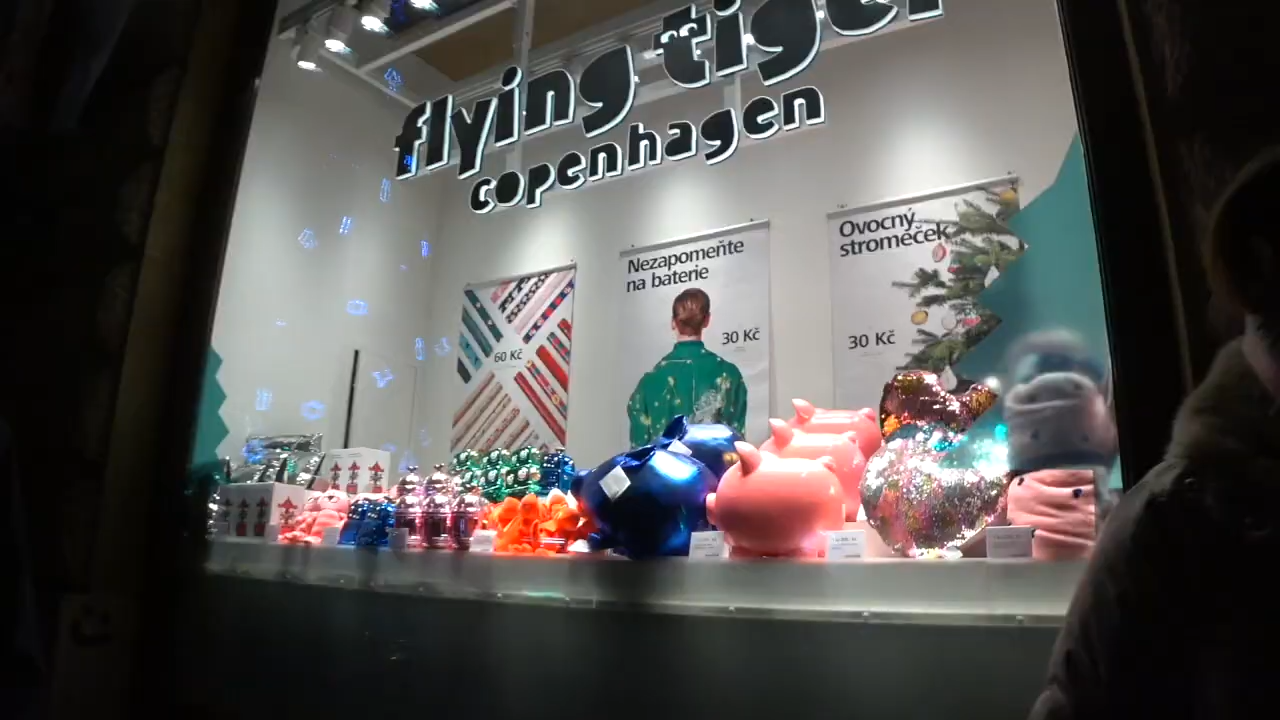 flying tiger
copenhagen
Nezapomeňte
na baterie
30 Kč
Ovocný
stromeček
30 Kč
60 Kč